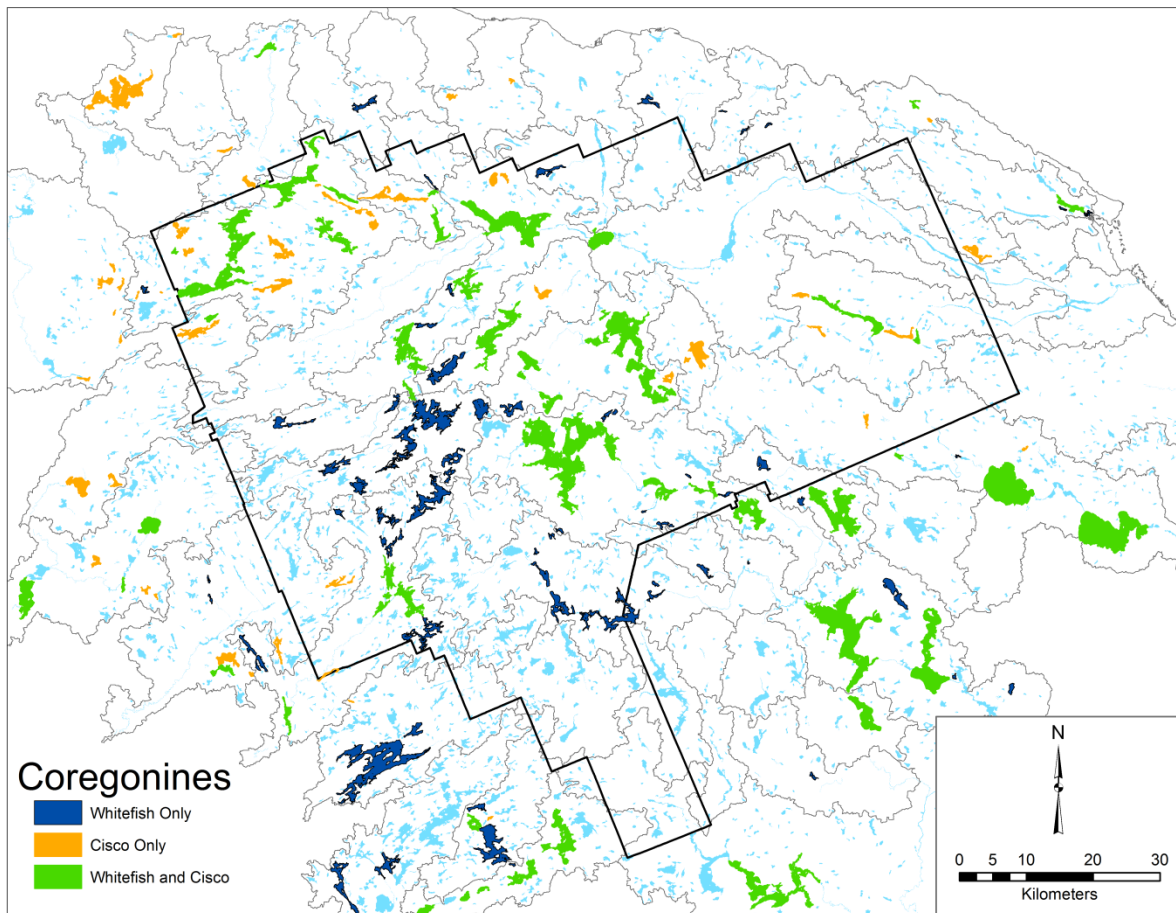 Coregonines
Whitefish Only
Cisco Only
Whitefish and Cisco
N
0 5 10 20 30
Kilometers